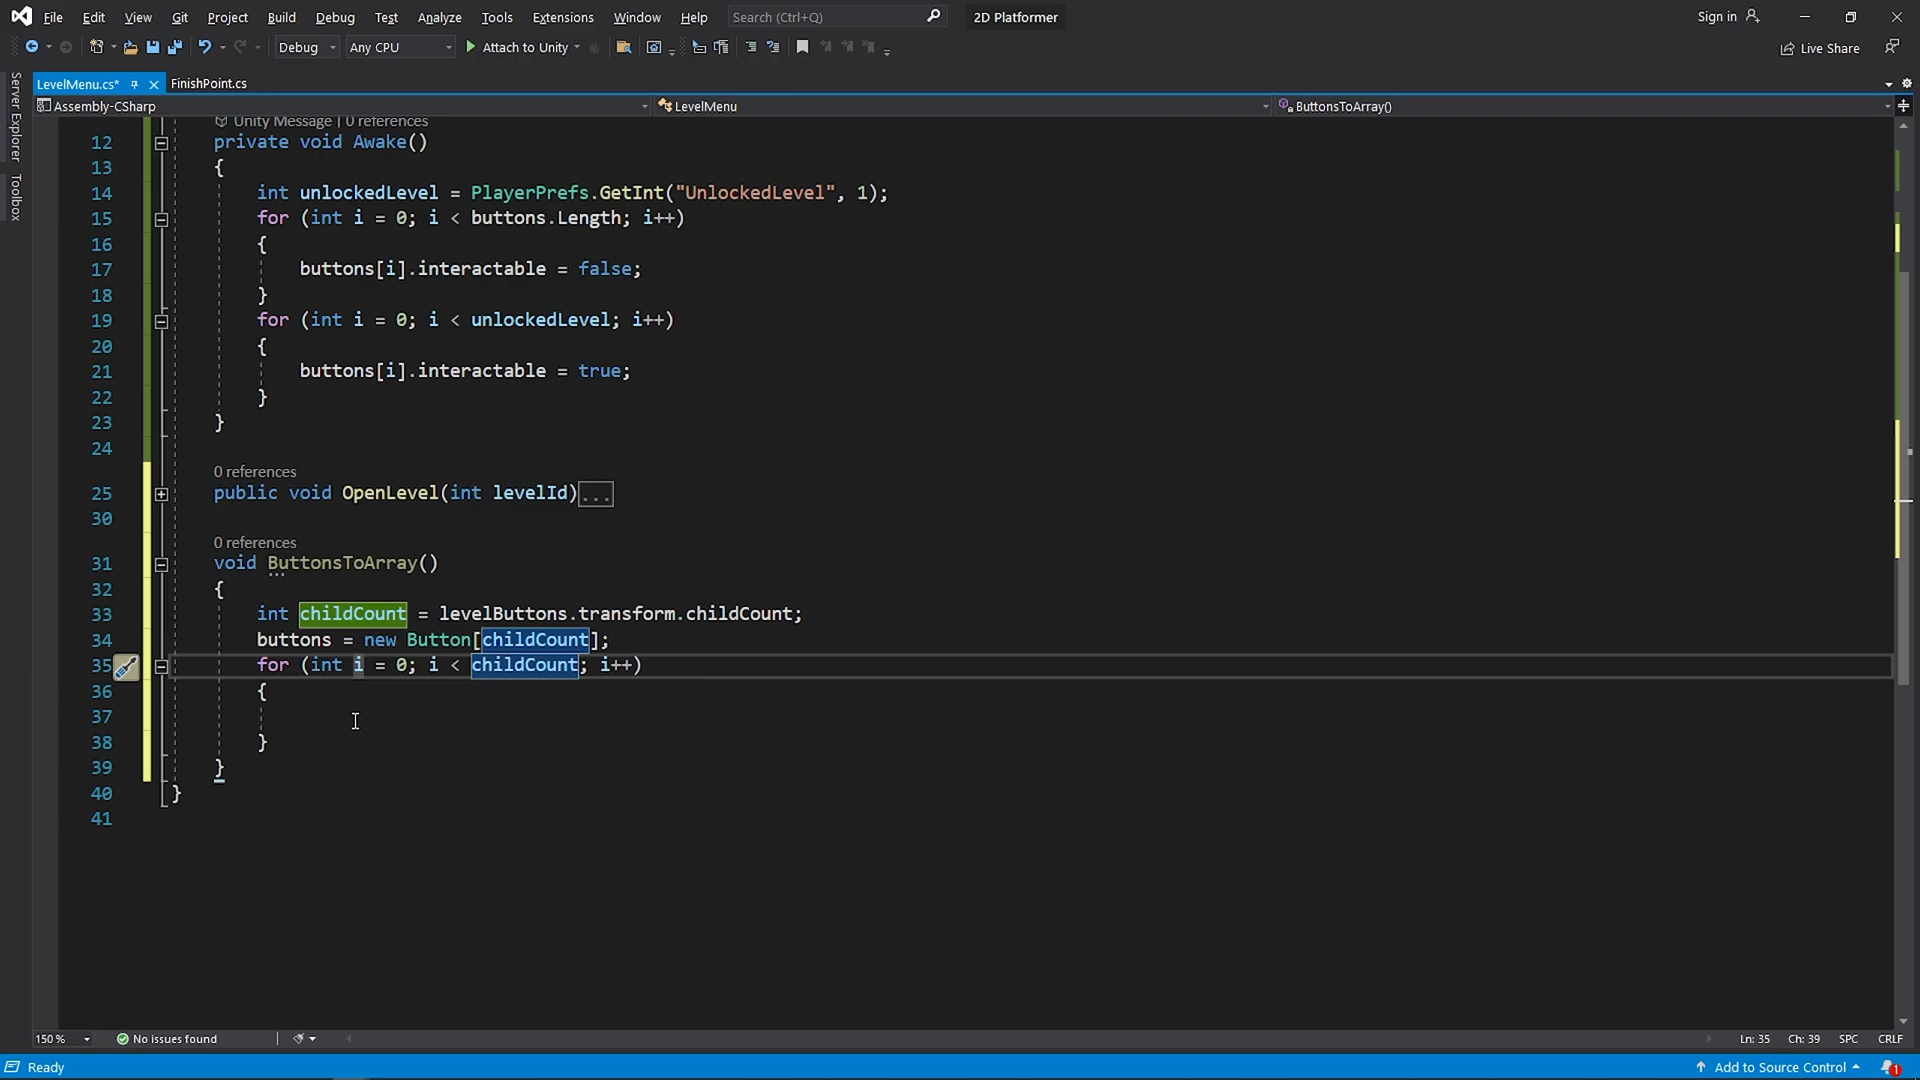 File Edit View Git Project Build Debug Test Analyze Tools Extensions Window Help Search (Ctrl+Q) 2D Platformer Sign in
Debug Any CPU Attach to Unity Live Share
LevelMenu.cs* FinishPoint.cs
Assembly-CSharp LevelMenu ButtonsToArray()
Server Explorer
Toolbox
Unity Message | 0 references
12 private void Awake()
13 {
14 int unlockedLevel = PlayerPrefs.GetInt("UnlockedLevel", 1);
15 for (int i = 0; i < buttons.Length; i++)
16 {
17 buttons[i].interactable = false;
18 }
19 for (int i = 0; i < unlockedLevel; i++)
20 {
21 buttons[i].interactable = true;
22 }
23 }
24
0 references
25 public void OpenLevel(int levelId)...
30
0 references
31 void ButtonsToArray()
32 {
33 int childCount = levelButtons.transform.childCount;
34 buttons = new Button[childCount];
35 for (int i = 0; i < childCount; i++)
36 {
37
38 }
39 }
40 }
41
150 % No issues found Ln: 35 Ch: 39 SPC CRLF
Ready Add to Source Control 1